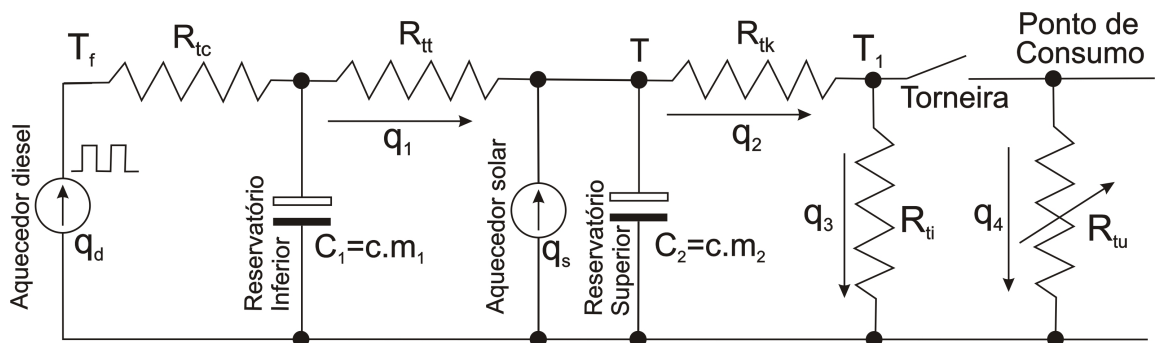 Tf
Rtc
Rtt
T
Rtk
T1
Ponto de
Consumo
Torneira
q1
q2
Aquecedor diesel
qd
Reservatório
Inferior
C1=c.m1
Aquecedor solar
qs
Reservatório
Superior
C2=c.m2
q3
Rti
q4
Rtu